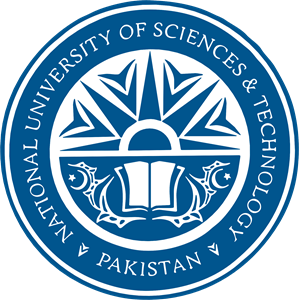 NATIONAL UNIVERSITY OF SCIENCES & TECHNOLOGY
PAKISTAN